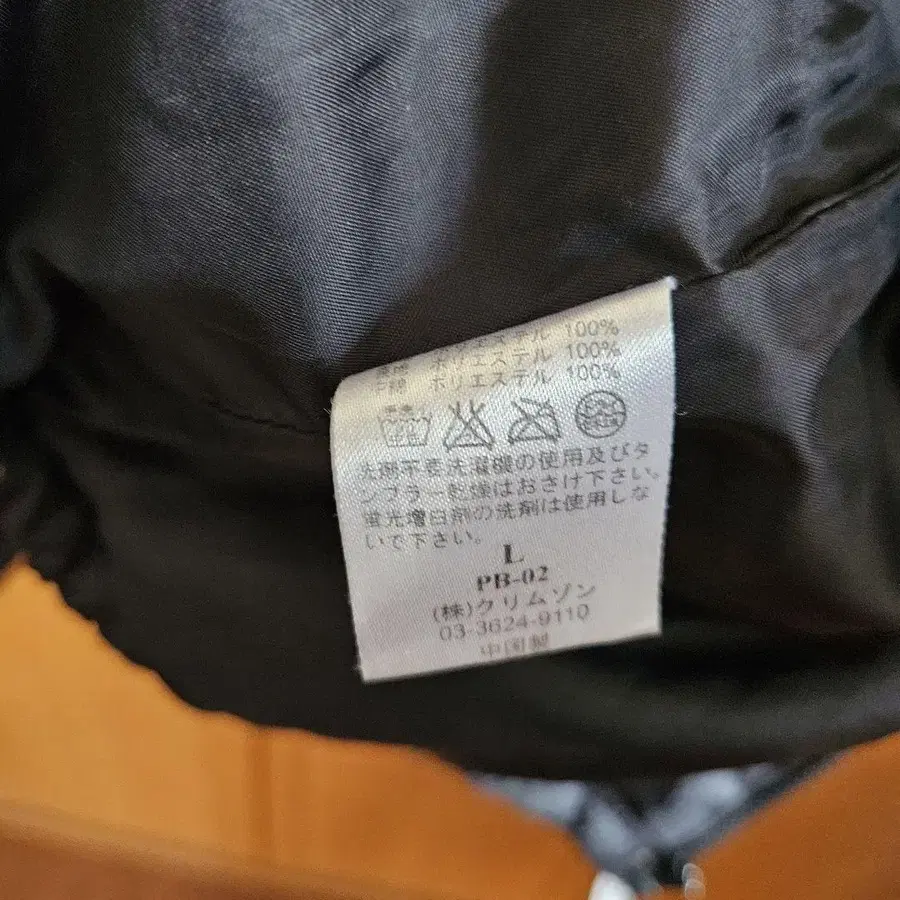 ポリエステル 100%
裏地 ポリエステル 100%
中綿 ポリエステル 100%
洗濯不要洗濯機の使用及びタ
ンブラー乾燥はおさけ下さい。
蛍光増白剤の洗剤は使用しな
いで下さい。
L
PB-02
(株)クリムゾン
03-3624-9110
中国製